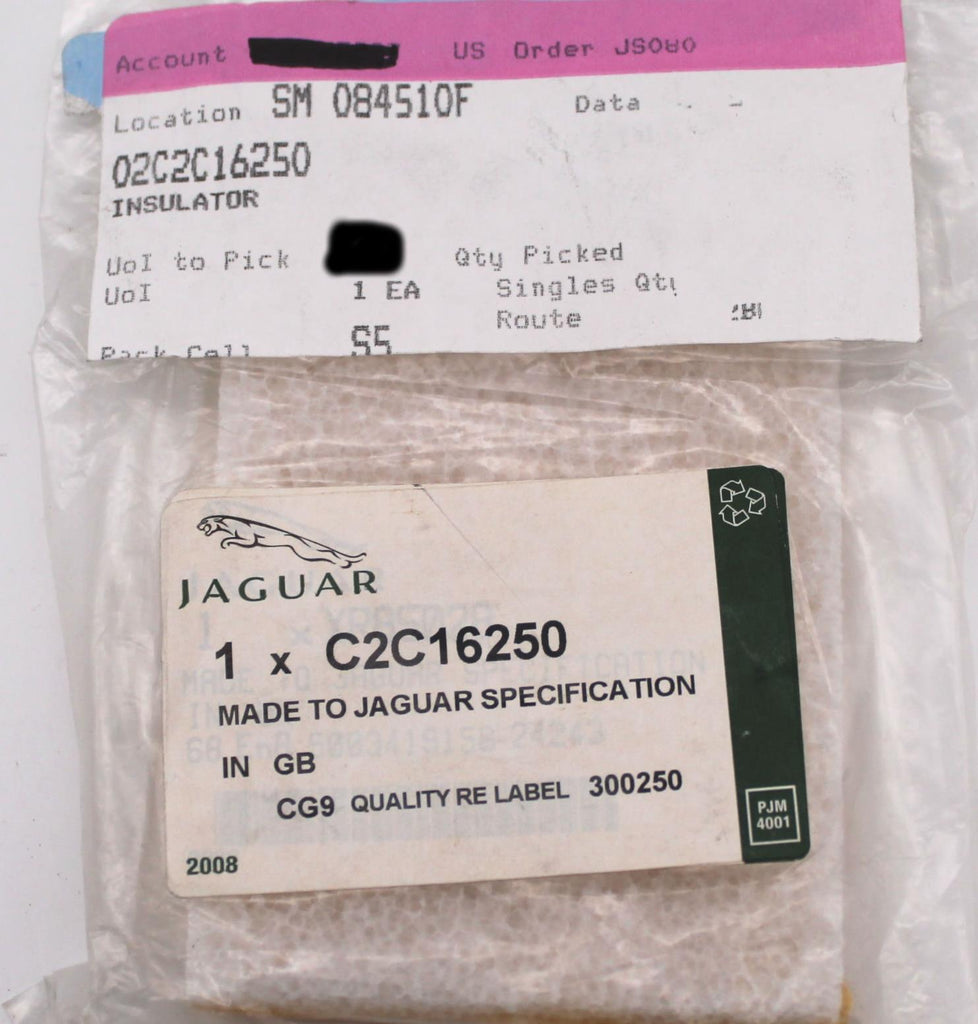 Account US Order JS080
Location SM 084510F Data
02C2C16250
INSULATOR
UoI to Pick Qty Picked
UoI 1 EA Singles Qty
Route
Pack Cell S5
JAGUAR
1 x C2C16250
MADE TO JAGUAR SPECIFICATION
IN GB
CG9 QUALITY RE LABEL 300250
2008
PJM
4001